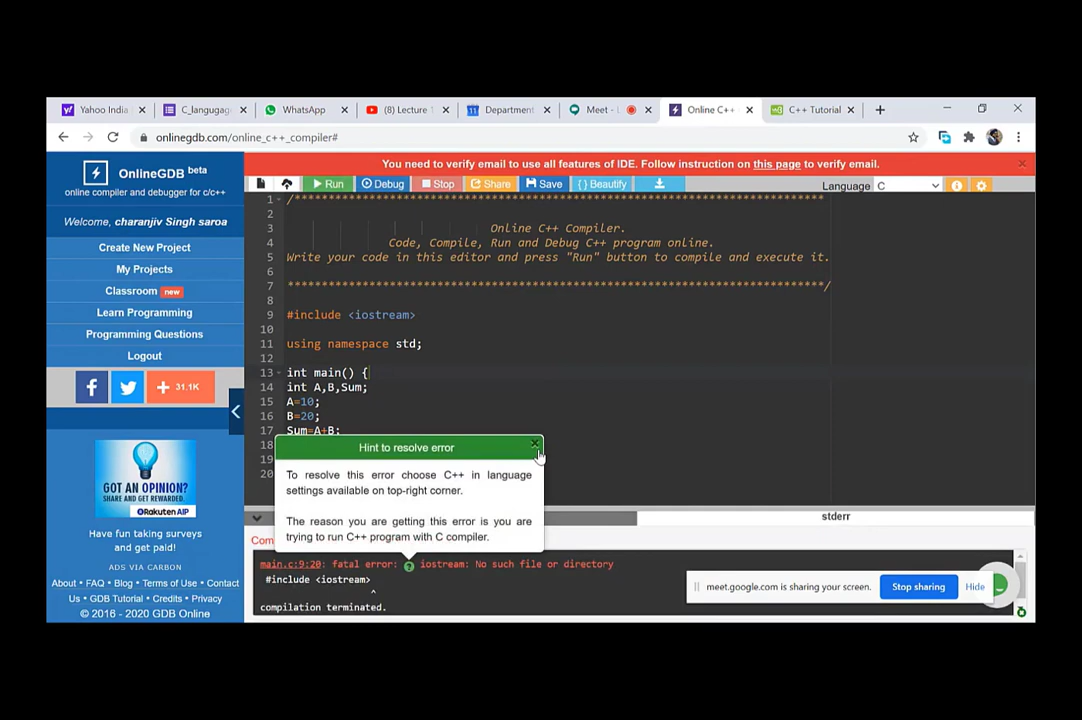 Yahoo India
C_langugag
WhatsApp
(8) Lecture
Department
Meet -
Online C++
C++ Tutorial
onlinegdb.com/online_c++_compiler#
OnlineGDB beta
online compiler and debugger for c/c++
Welcome, charanjiv Singh saroa
Create New Project
My Projects
Classroom new
Learn Programming
Programming Questions
Logout
31.1K
GOT AN OPINION?
SHARE AND GET REWARDED.
Rakuten AIP
Have fun taking surveys
and get paid!
ADS VIA CARBON
About • FAQ • Blog • Terms of Use • Contact
Us • GDB Tutorial • Credits • Privacy
© 2016 - 2020 GDB Online
You need to verify email to use all features of IDE. Follow instruction on this page to verify email.
Run Debug Stop Share Save { } Beautify
Language C
1 /******************************************************************************
2
3 Online C++ Compiler.
4 Code, Compile, Run and Debug C++ program online.
5 Write your code in this editor and press "Run" button to compile and execute it.
6
7 *******************************************************************************/
8
9 #include <iostream>
10
11 using namespace std;
12
13 int main() {
14 int A,B,Sum;
15 A=10;
16 B=20;
17 Sum=A+B;
18
19
20
Hint to resolve error
To resolve this error choose C++ in language
settings available on top-right corner.
The reason you are getting this error is you are
trying to run C++ program with C compiler.
stderr
Com
main.c:9:20: fatal error: iostream: No such file or directory
#include <iostream>
^
compilation terminated.
meet.google.com is sharing your screen. Stop sharing Hide